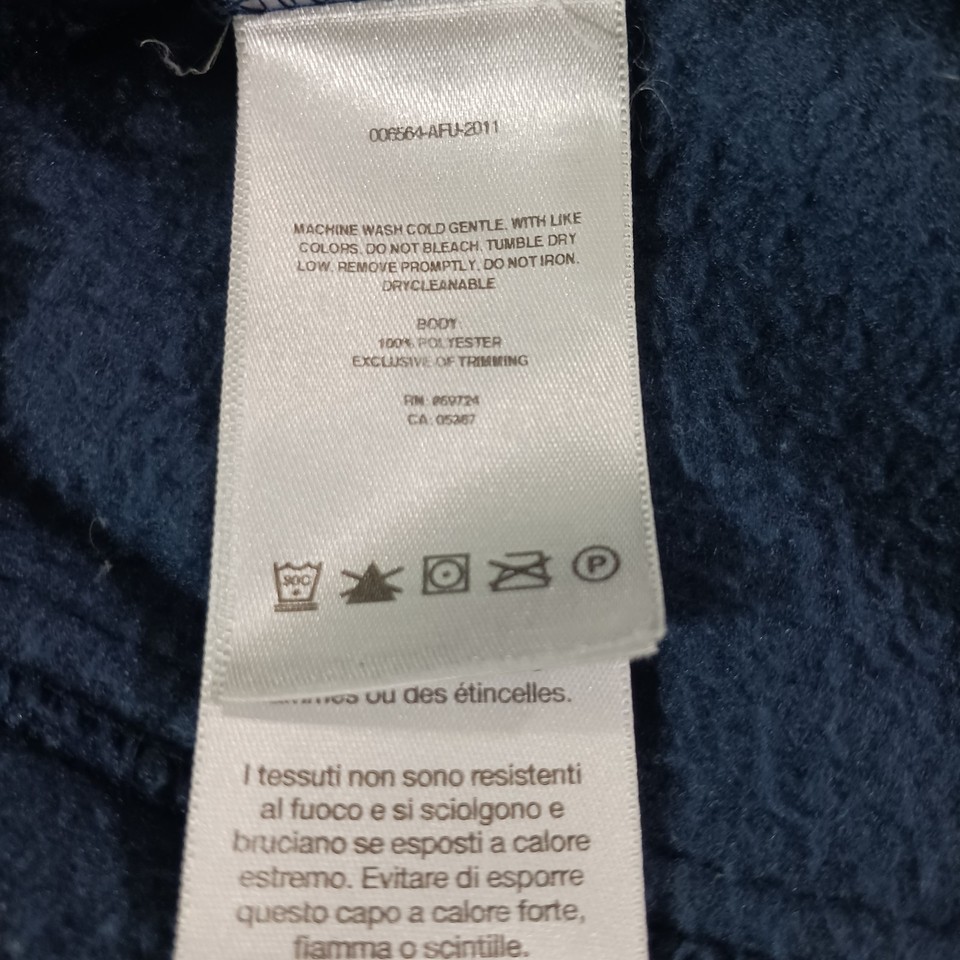 006564-AFU-2011
MACHINE WASH COLD GENTLE, WITH LIKE
COLORS. DO NOT BLEACH. TUMBLE DRY
LOW. REMOVE PROMPTLY. DO NOT IRON.
DRYCLEANABLE
BODY:
100% POLYESTER
EXCLUSIVE OF TRIMMING
RN: #69724
CA: 05367
P
ou des étincelles.
I tessuti non sono resistenti
al fuoco e si sciolgono e
bruciano se esposti a calore
estremo. Evitare di esporre
questo capo a calore forte,
fiamma o scintille.